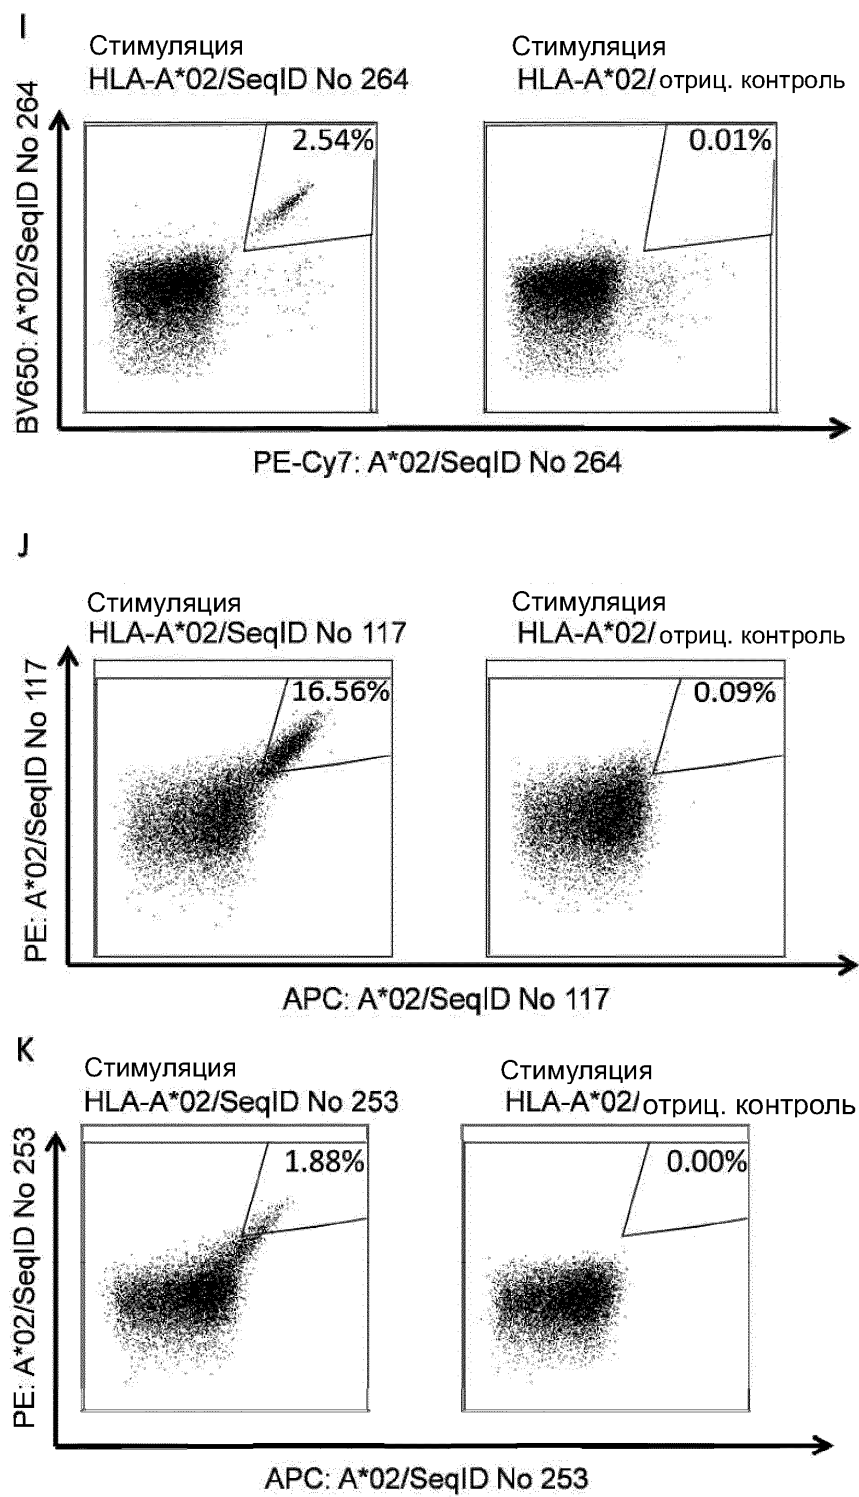 I
Стимуляция
HLA-A*02/SeqID No 264
Стимуляция
HLA-A*02/ отриц. контроль
BV650: A*02/SeqID No 264
2.54%
0.01%
PE-Cy7: A*02/SeqID No 264
J
Стимуляция
HLA-A*02/SeqID No 117
Стимуляция
HLA-A*02/ отриц. контроль
PE: A*02/SeqID No 117
16.56%
0.09%
APC: A*02/SeqID No 117
K
Стимуляция
HLA-A*02/SeqID No 253
Стимуляция
HLA-A*02/ отриц. контроль
PE: A*02/SeqID No 253
1.88%
0.00%
APC: A*02/SeqID No 253